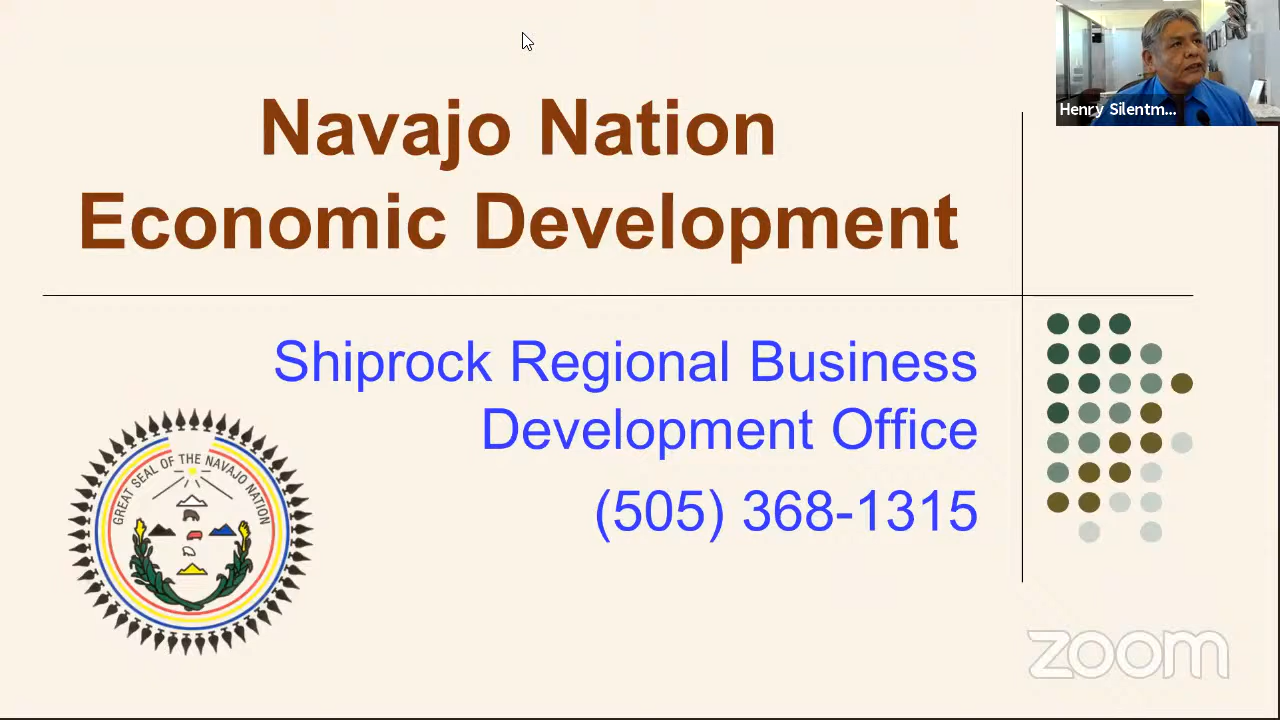 Navajo Nation
Economic Development
Henry Silentm...
Shiprock Regional Business
Development Office
(505) 368-1315
GREAT SEAL OF THE NAVAJO NATION
zoom